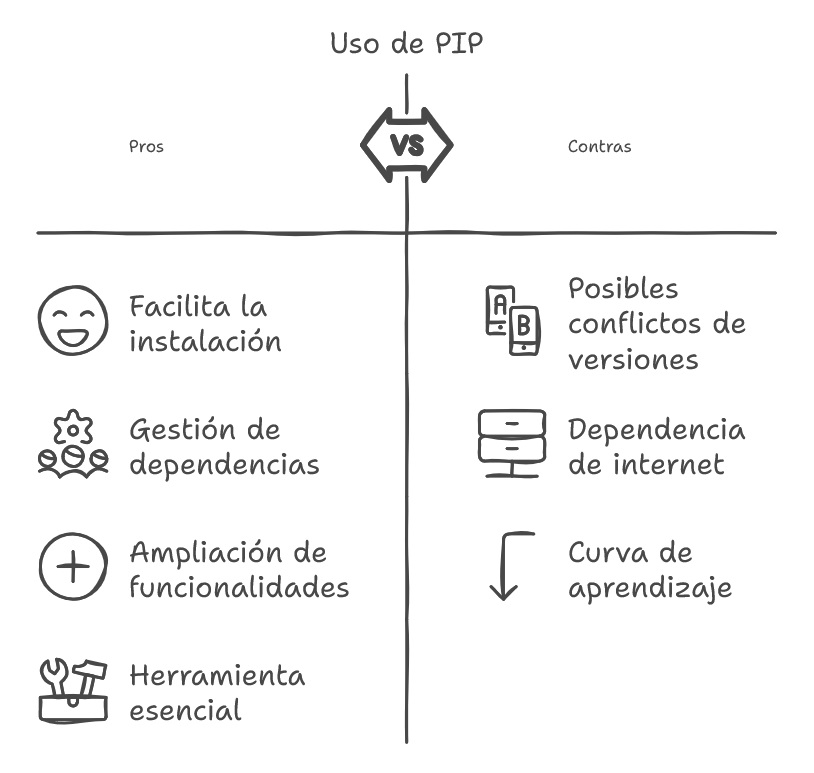 Uso de PIP
Pros
VS
Contras
Facilita la
instalación
Gestión de
dependencias
Ampliación de
funcionalidades
Herramienta
esencial
A
B
Posibles
conflictos de
versiones
Dependencia
de internet
Curva de
aprendizaje